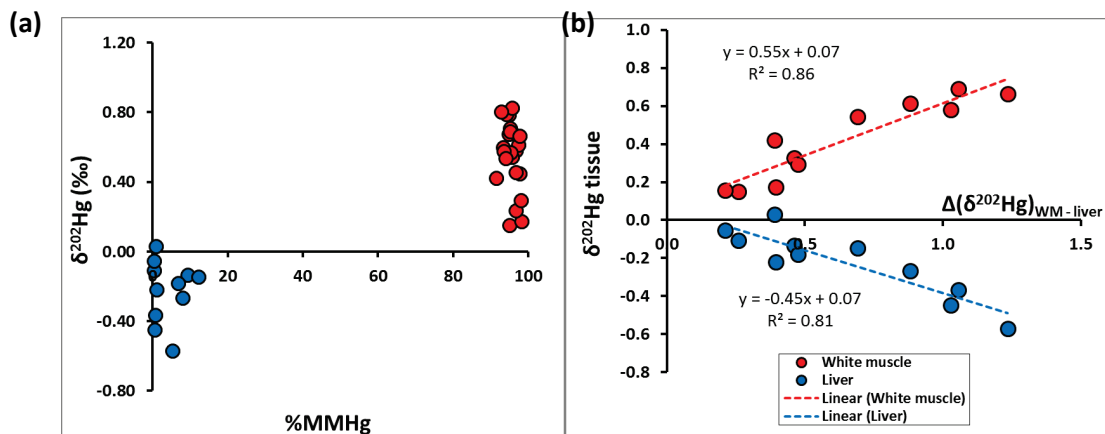 (a)
1.20
0.80
0.40
0.00
-0.40
-0.80
0
20
40
60
80
100
δ²⁰²Hg (‰)
%MMHg
(b)
1.0
0.8
0.6
0.4
0.2
0.0
-0.2
-0.4
-0.6
-0.8
0.0
0.5
1.0
1.5
δ²⁰²Hg tissue
y = 0.55x + 0.07
R² = 0.86
Δ(δ²⁰²Hg)WM - liver
y = -0.45x + 0.07
R² = 0.81
White muscle
Liver
Linear (White muscle)
Linear (Liver)